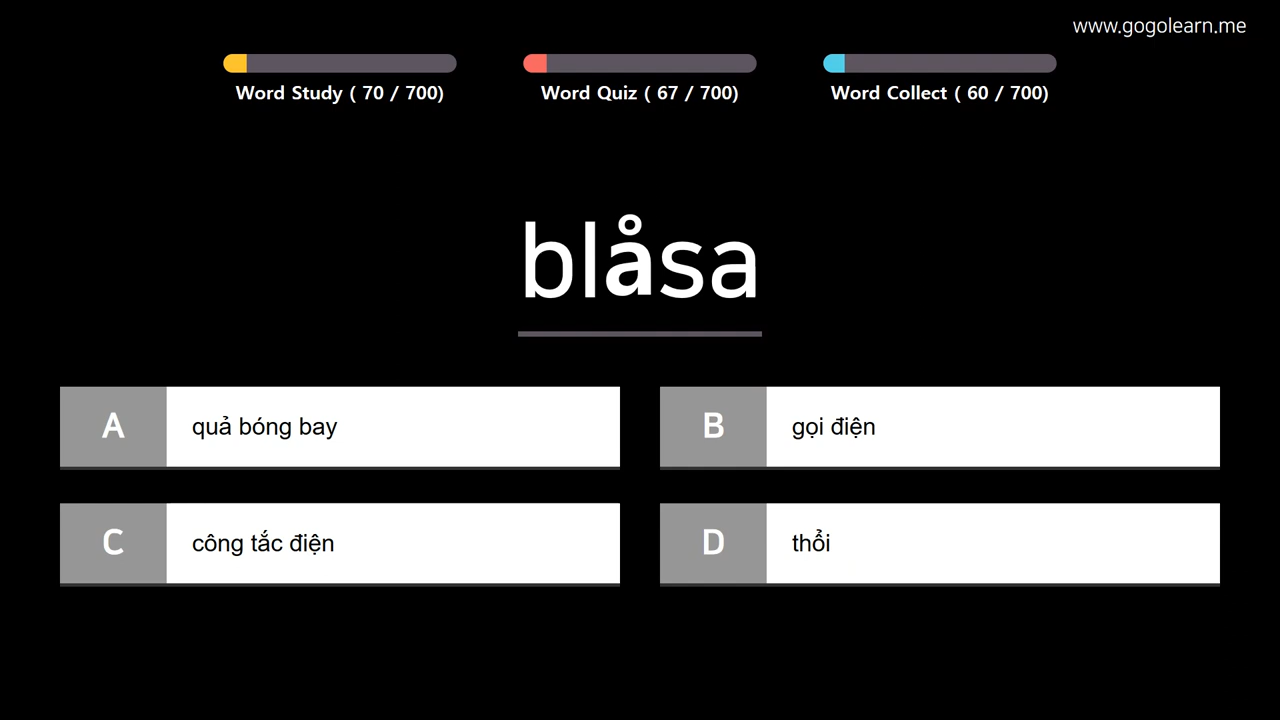 www.gogolearn.me
Word Study ( 70 / 700)
Word Quiz ( 67 / 700)
Word Collect ( 60 / 700)
blåsa
A quả bóng bay
B gọi điện
C công tắc điện
D thổi